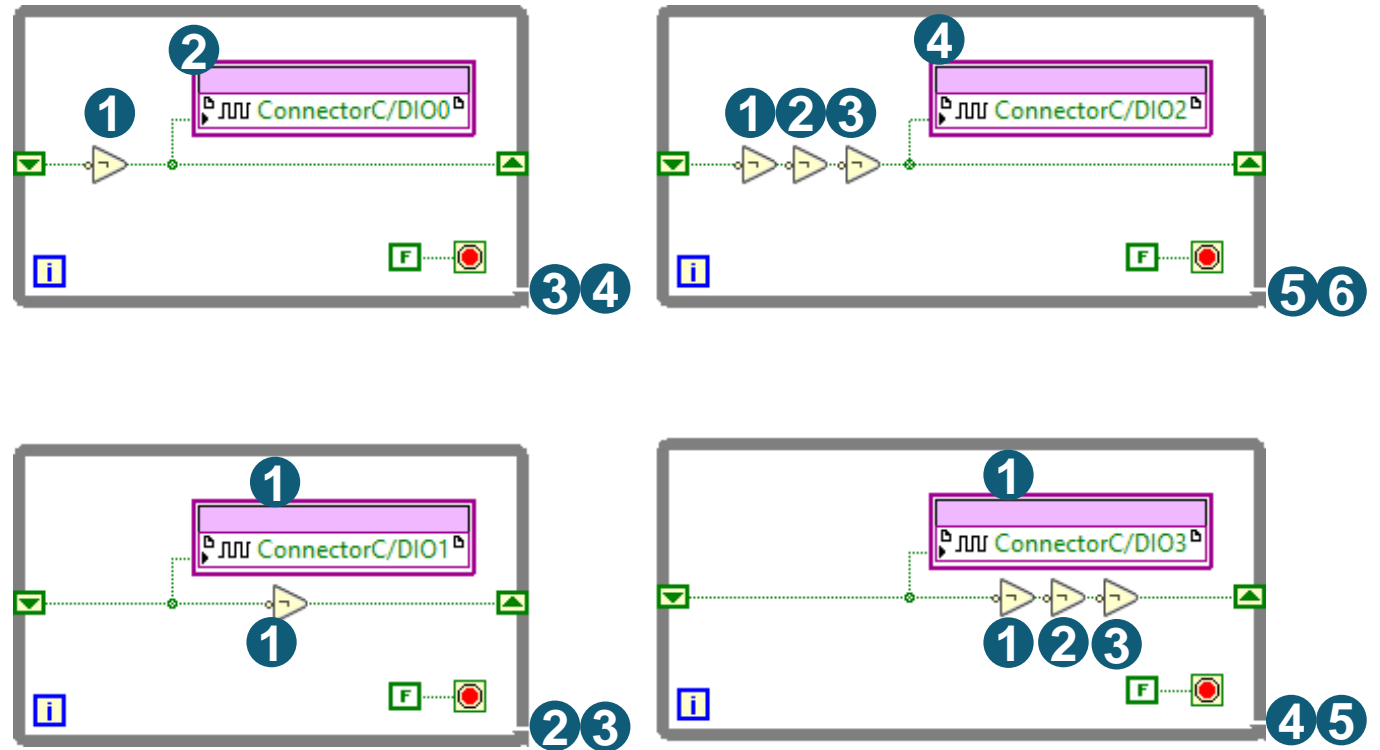 2
1
ConnectorC/DIO0
F
i
3 4
4
1 2 3
ConnectorC/DIO2
F
i
5 6
1
ConnectorC/DIO1
1
F
i
2 3
1
ConnectorC/DIO3
1 2 3
F
i
4 5